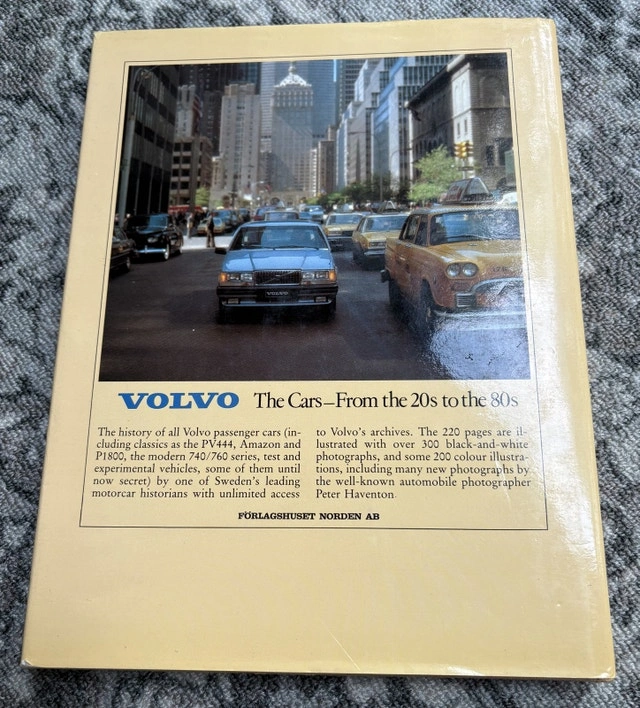 VOLVO
VOLVO The Cars–From the 20s to the 80s
The history of all Volvo passenger cars (in-
cluding classics as the PV444, Amazon and
P1800, the modern 740/760 series, test and
experimental vehicles, some of them until
now secret) by one of Sweden's leading
motorcar historians with unlimited access
to Volvo's archives. The 220 pages are il-
lustrated with over 300 black-and-white
photographs, and some 200 colour illustra-
tions, including many new photographs by
the well-known automobile photographer
Peter Haventon.
FÖRLAGSHUSET NORDEN AB